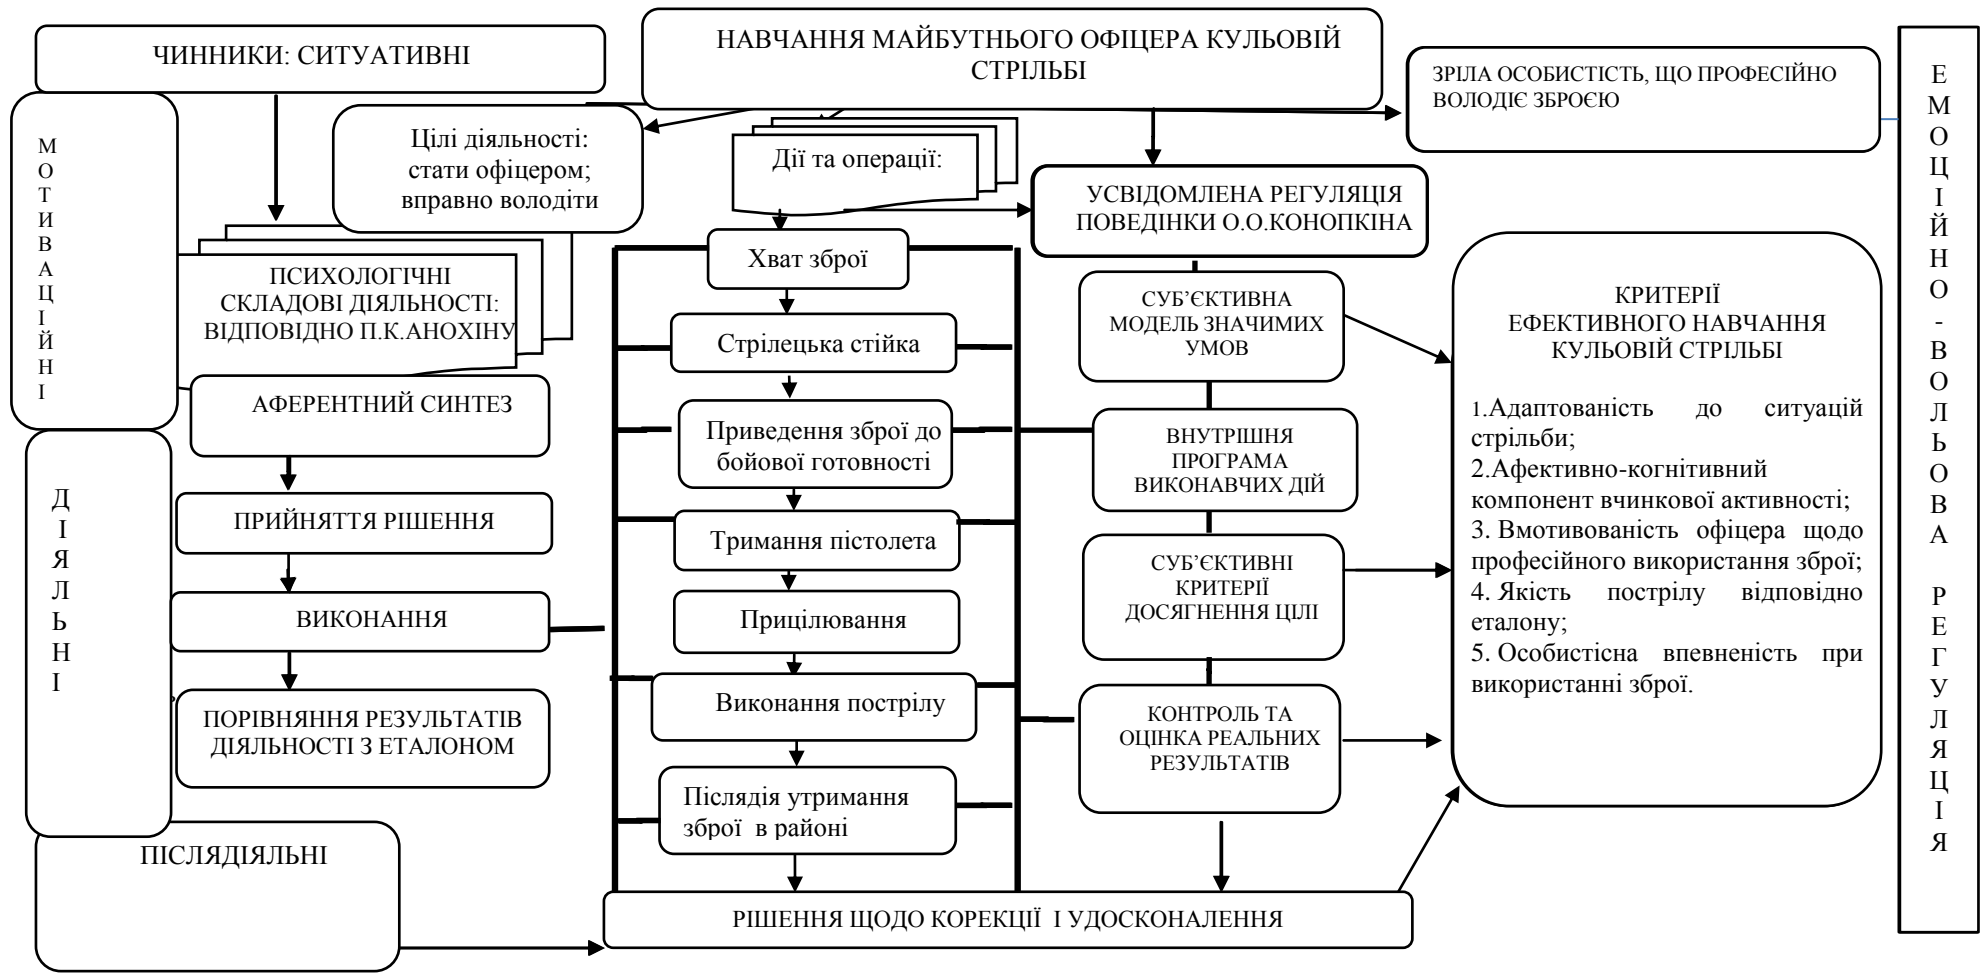 ЧИННИКИ: СИТУАТИВНІ
НАВЧАННЯ МАЙБУТНЬОГО ОФІЦЕРА КУЛЬОВІЙ
СТРІЛЬБІ
ЗРІЛА ОСОБИСТІСТЬ, ЩО ПРОФЕСІЙНО
ВОЛОДІЄ ЗБРОЄЮ
МОТИВАЦІЙНІ
Цілі діяльності:
стати офіцером;
вправно володіти
Дії та операції:
УСВІДОМЛЕНА РЕГУЛЯЦІЯ
ПОВЕДІНКИ О.О.КОНОПКІНА
ПСИХОЛОГІЧНІ
СКЛАДОВІ ДІЯЛЬНОСТІ:
ВІДПОВІДНО П.К.АНОХІНУ
АФЕРЕНТНИЙ СИНТЕЗ
ПРИЙНЯТТЯ РІШЕННЯ
ВИКОНАННЯ
ПОРІВНЯННЯ РЕЗУЛЬТАТІВ
ДІЯЛЬНОСТІ З ЕТАЛОНОМ
ДІЯЛЬНІ
ПІСЛЯДІЯЛЬНІ
Хват зброї
Стрілецька стійка
Приведення зброї до
бойової готовності
Тримання пістолета
Прицілювання
Виконання пострілу
Післядія утримання
зброї в районі
СУБ’ЄКТИВНА
МОДЕЛЬ ЗНАЧИМИХ
УМОВ
ВНУТРІШНЯ
ПРОГРАМА
ВИКОНАВЧИХ ДІЙ
СУБ’ЄКТИВНІ
КРИТЕРІЇ
ДОСЯГНЕННЯ ЦІЛІ
КОНТРОЛЬ ТА
ОЦІНКА РЕАЛЬНИХ
РЕЗУЛЬТАТІВ
РІШЕННЯ ЩОДО КОРЕКЦІЇ І УДОСКОНАЛЕННЯ
КРИТЕРІЇ
ЕФЕКТИВНОГО НАВЧАННЯ
КУЛЬОВІЙ СТРІЛЬБІ
1.Адаптованість до ситуацій
стрільби;
2.Афективно-когнітивний
компонент вчинкової активності;
3. Вмотивованість офіцера щодо
професійного використання зброї;
4. Якість пострілу відповідно
еталону;
5. Особистісна впевненість при
використанні зброї.
ЕМОЦІЙНО-ВОЛЬОВА РЕГУЛЯЦІЯ